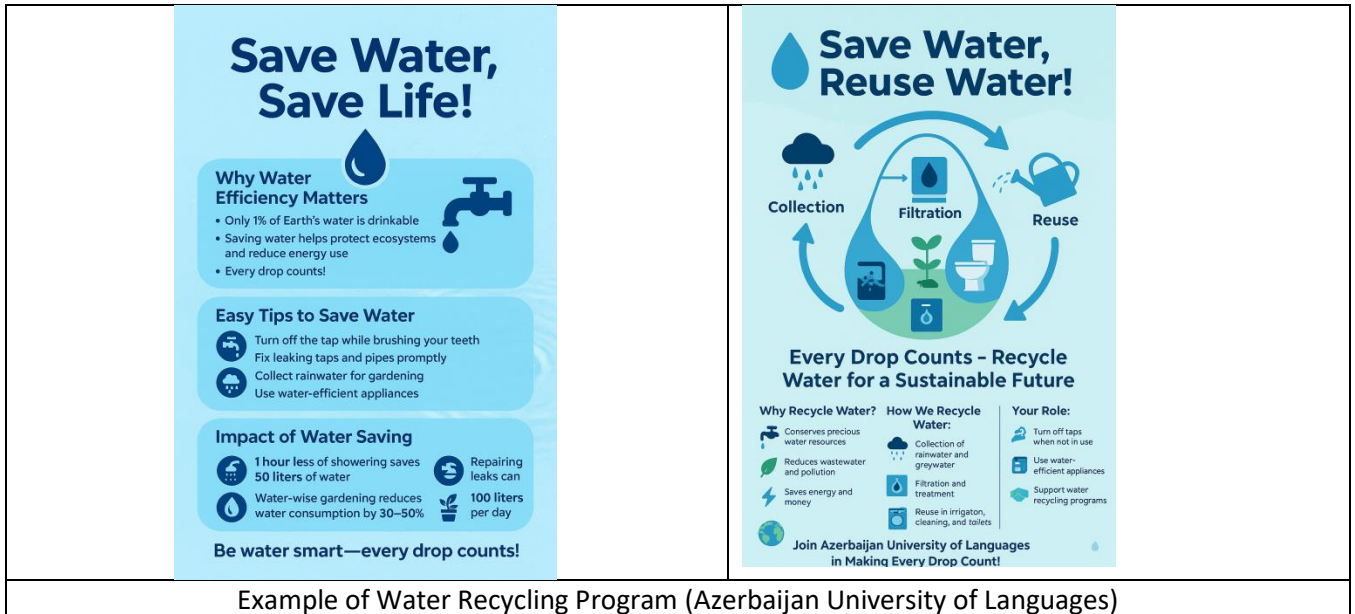 Save Water,
Save Life!
Why Water
Efficiency Matters
• Only 1% of Earth's water is drinkable
• Saving water helps protect ecosystems
and reduce energy use
• Every drop counts!
Easy Tips to Save Water
Turn off the tap while brushing your teeth
Fix leaking taps and pipes promptly
Collect rainwater for gardening
Use water-efficient appliances
Impact of Water Saving
1 hour less of showering saves
50 liters of water
Repairing
leaks can
Water-wise gardening reduces
water consumption by 30–50%
100 liters
per day
Be water smart—every drop counts!
Save Water,
Reuse Water!
Collection
Filtration
Reuse
Every Drop Counts - Recycle
Water for a Sustainable Future
Why Recycle Water?
Conserves precious
water resources
Reduces wastewater
and pollution
Saves energy and
money
How We Recycle
Water:
Collection of
rainwater and
greywater
Filtration and
treatment
Reuse in irrigaton,
cleaning, and tailets
Your Role:
Turn off taps
when not in use
Use water-
efficient appliances
Support water
recycling programs
Join Azerbaijan University of Languages
in Making Every Drop Count!
Example of Water Recycling Program (Azerbaijan University of Languages)